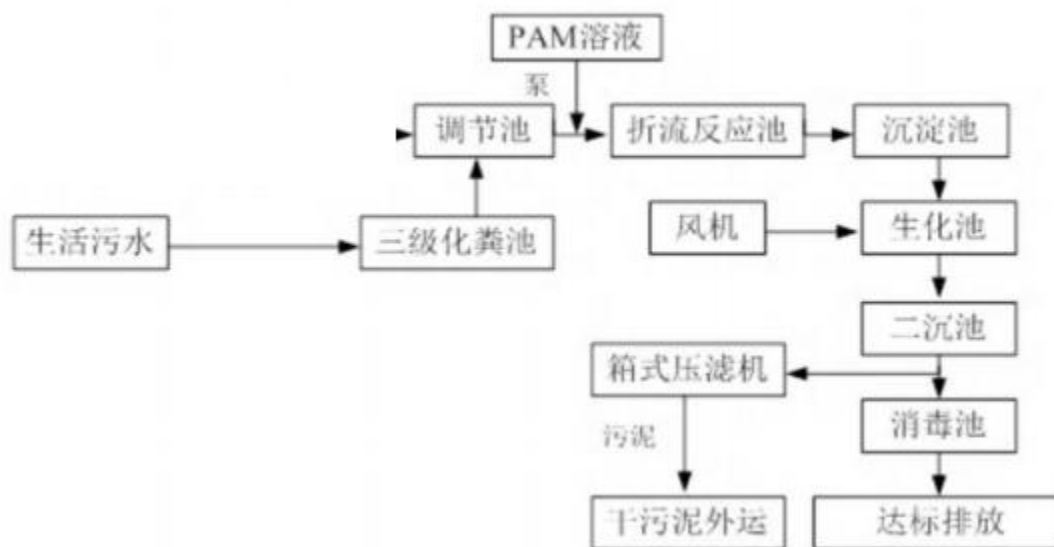 PAM溶液
泵
调节池
折流反应池
沉淀池
生活污水
三级化粪池
风机
生化池
二沉池
箱式压滤机
消毒池
污泥
干污泥外运
达标排放